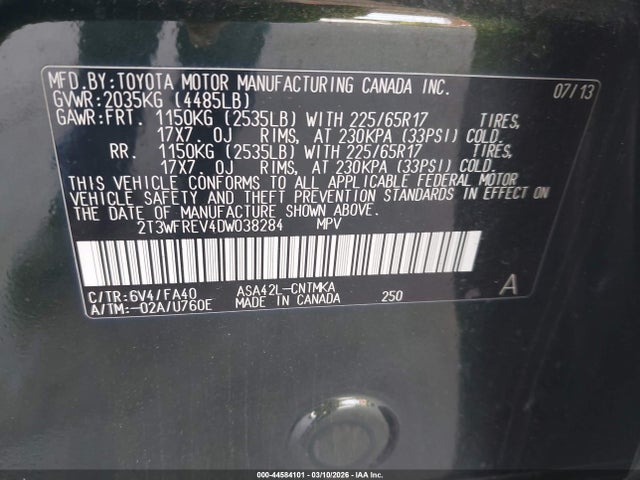 MFD.BY:TOYOTA MOTOR MANUFACTURING CANADA INC. 07/13
GVWR:2035KG (4485LB)
GAWR:FRT. 1150KG (2535LB) WITH 225/65R17 TIRES,
17X7.0J RIMS, AT 230KPA (33PSI) COLD.
RR. 1150KG (2535LB) WITH 225/65R17 TIRES,
17X7.0J RIMS, AT 230KPA (33PSI) COLD.
THIS VEHICLE CONFORMS TO ALL APPLICABLE FEDERAL MOTOR
VEHICLE SAFETY AND THEFT PREVENTION STANDARDS IN EFFECT ON
THE DATE OF MANUFACTURE SHOWN ABOVE.
2T3WFREV4DW038284 MPV
C/TR:6V4/FA40 ASA42L-CNTMKA 250 A
A/TM:-02A/U760E MADE IN CANADA
000-44584101 - 03/10/2026 - IAA Inc.